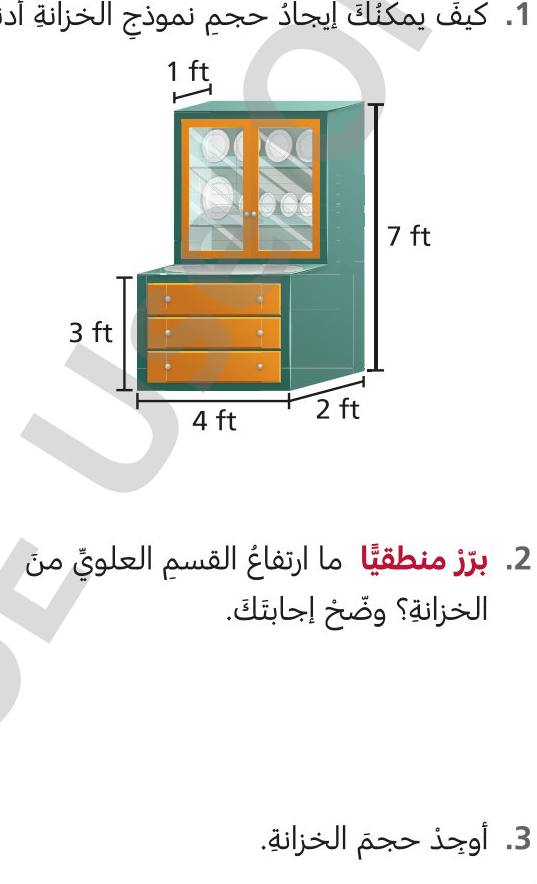 1. كيفَ يمكنُكَ إيجادُ حجمِ نموذجِ الخزانةِ
1 ft
7 ft
3 ft
4 ft
2 ft
2. برّرْ منطقيًّا ما ارتفاعُ القسمِ العلويِّ منَ
الخزانةِ؟ وضّحْ إجابتَكَ.
3. أوجِدْ حجمَ الخزانةِ.